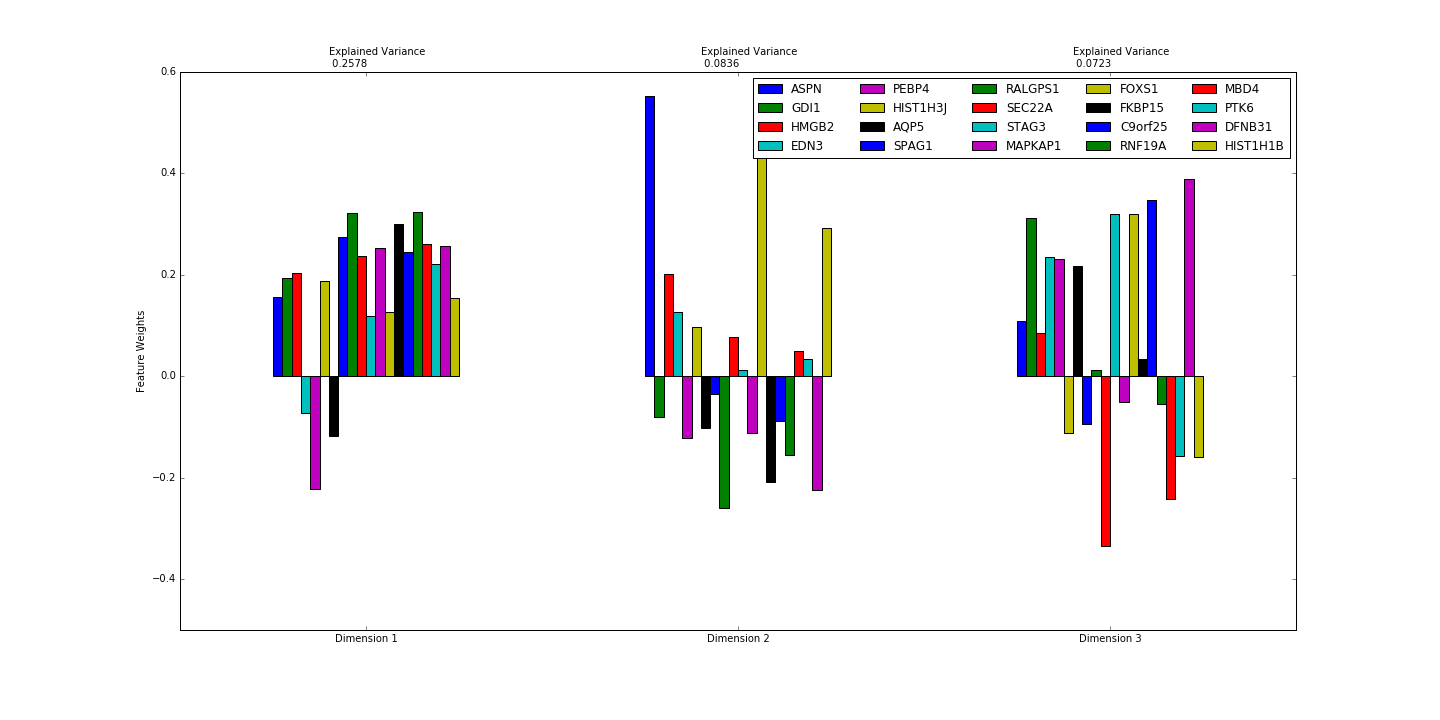 Explained Variance
0.2578
Explained Variance
0.0836
Explained Variance
0.0723
0.6
0.4
0.2
0.0
−0.2
−0.4
Feature Weights
ASPN PEBP4 RALGPS1 FOXS1 MBD4
GDI1 HIST1H3J SEC22A FKBP15 PTK6
HMGB2 AQP5 STAG3 C9orf25 DFNB31
EDN3 SPAG1 MAPKAP1 RNF19A HIST1H1B
Dimension 1 Dimension 2 Dimension 3